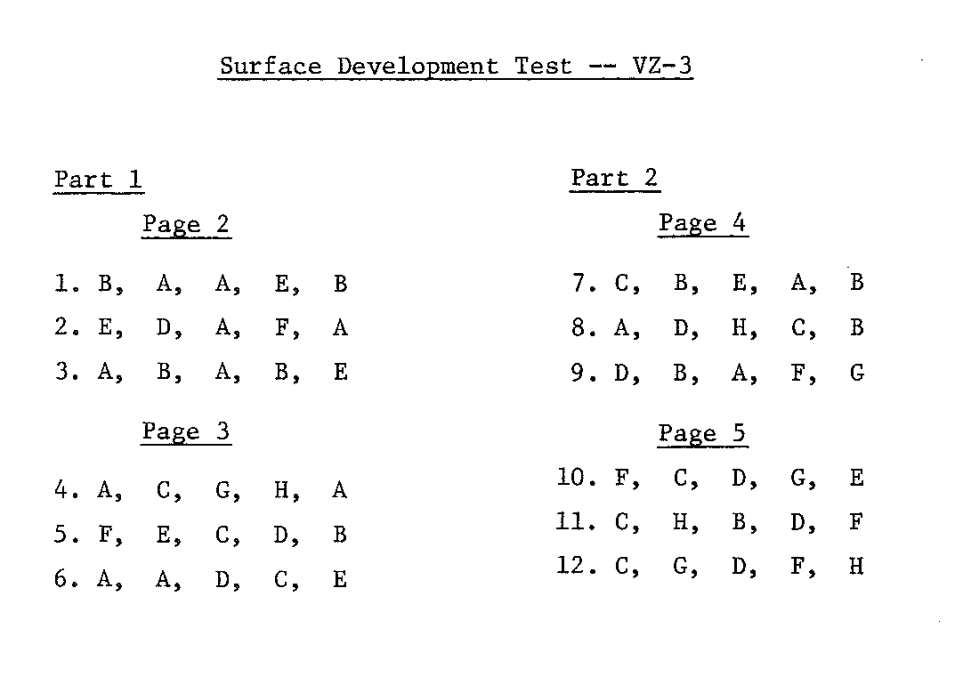 Surface Development Test -- VZ-3
Part 1
Page 2
1. B, A, A, E, B
2. E, D, A, F, A
3. A, B, A, B, E
Page 3
4. A, C, G, H, A
5. F, E, C, D, B
6. A, A, D, C, E
Part 2
Page 4
7. C, B, E, A, B
8. A, D, H, C, B
9. D, B, A, F, G
Page 5
10. F, C, D, G, E
11. C, H, B, D, F
12. C, G, D, F, H